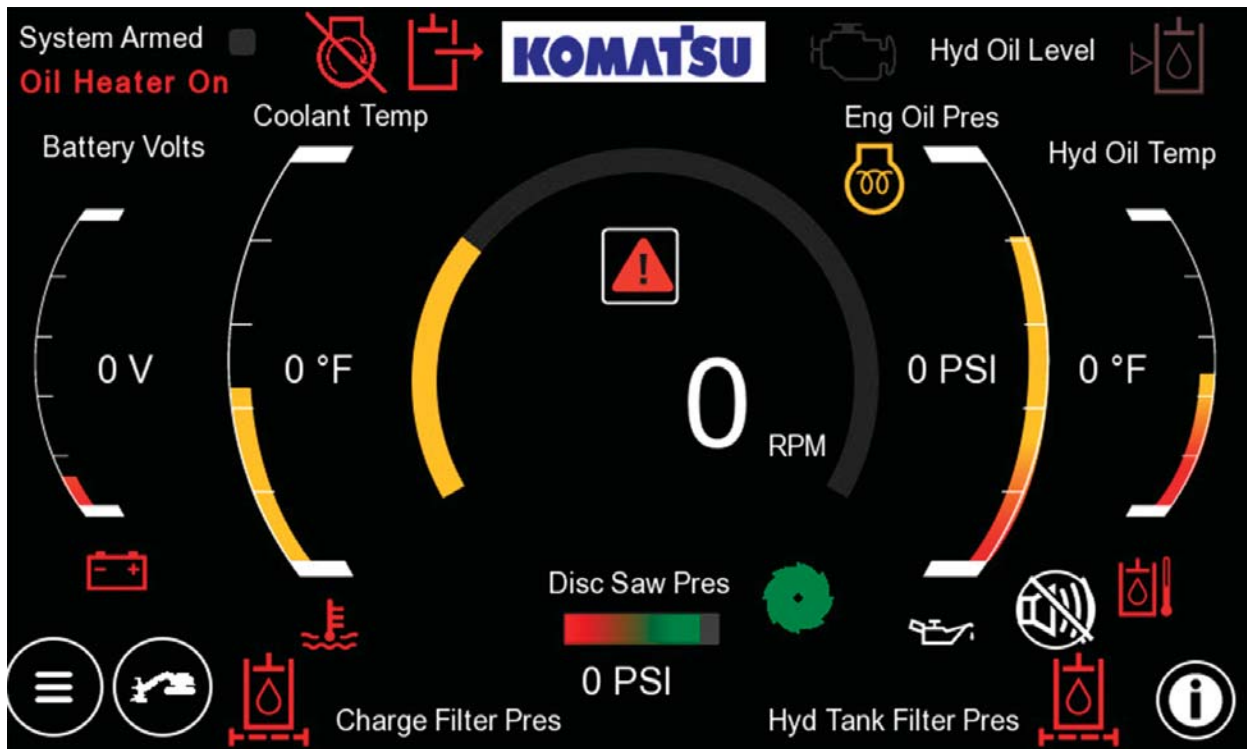 System Armed
Oil Heater On
KOMATSU
Hyd Oil Level
Coolant Temp
Eng Oil Pres
Battery Volts
Hyd Oil Temp
0 V
0 °F
0 PSI
0 °F
0
RPM
Disc Saw Pres
0 PSI
Charge Filter Pres
Hyd Tank Filter Pres